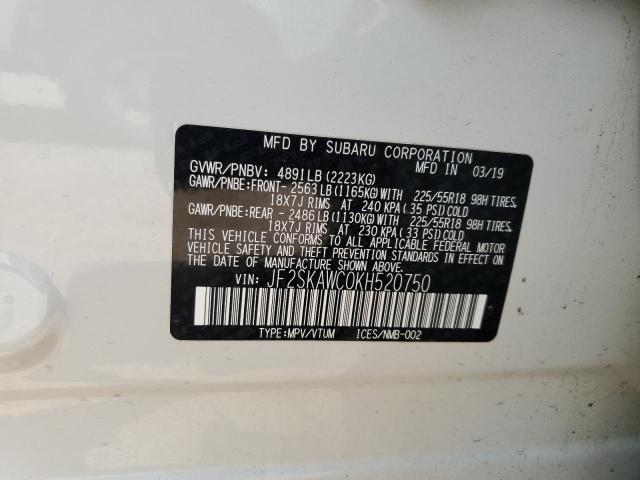 MFD BY SUBARU CORPORATION
GVWR/PNBV: 4891LB(2223KG) MFD IN 03/19
GAWR/PNBE:FRONT- 2563LB(1165KG)WITH 225/55R18 98H TIRES,
18X7J RIMS AT 240 KPA(35 PSI)COLD
GAWR/PNBE:REAR - 2486LB(1130KG)WITH 225/55R18 98H TIRES,
18X7J RIMS AT 230 KPA(33 PSI)COLD
THIS VEHICLE CONFORMS TO ALL APPLICABLE FEDERAL MOTOR
VEHICLE SAFETY AND THEFT PREVENTION STANDARDS
IN EFFECT ON THE DATE OF MANUFACTURE SHOWN ABOVE.
VIN: JF2SKAWC0KH520750
TYPE:MPV/VTUM ICES/NMB-002